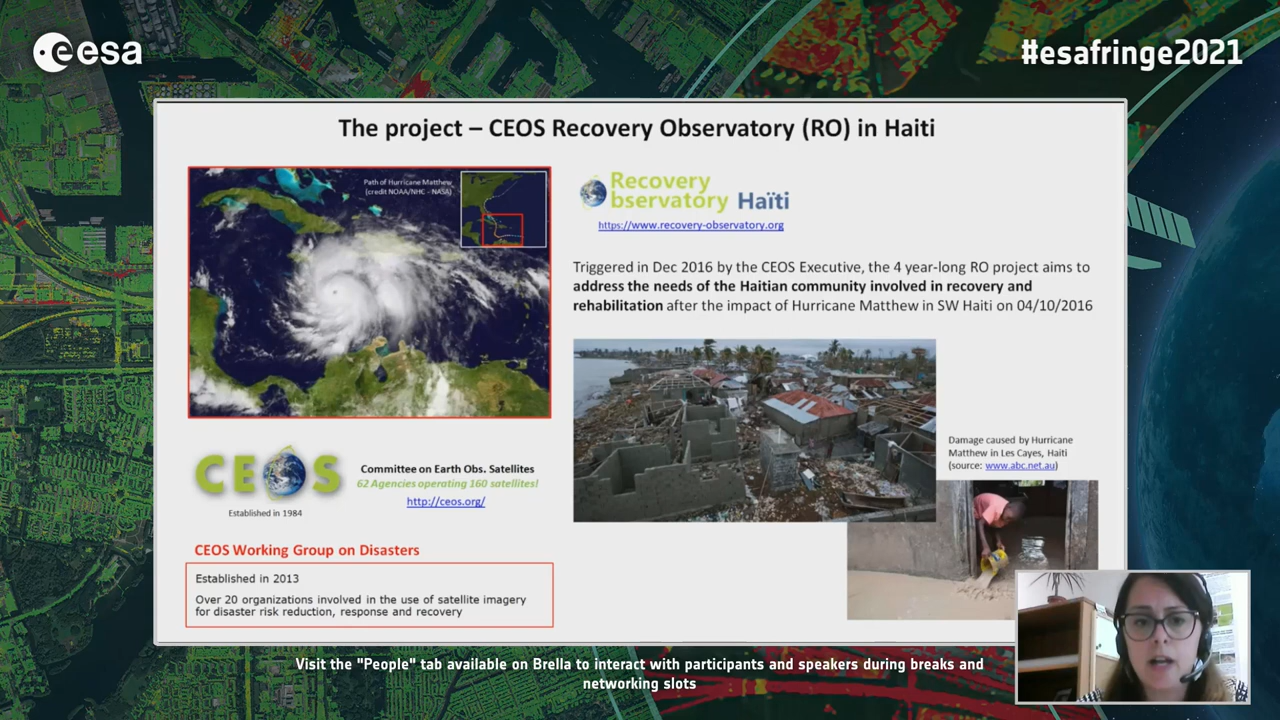 esa
#esafringe2021
The project – CEOS Recovery Observatory (RO) in Haiti
Path of Hurricane Matthew
(credit NOAA/NHC - NASA)
Recovery
bservatory Haïti
https://www.recovery-observatory.org
Triggered in Dec 2016 by the CEOS Executive, the 4 year-long RO project aims to
address the needs of the Haitian community involved in recovery and
rehabilitation after the impact of Hurricane Matthew in SW Haiti on 04/10/2016
CEOS
Established in 1984
Committee on Earth Obs. Satellites
62 Agencies operating 160 satellites!
http://ceos.org/
Damage caused by Hurricane
Matthew in Les Cayes, Haiti
(source: www.abc.net.au)
CEOS Working Group on Disasters
Established in 2013
Over 20 organizations involved in the use of satellite imagery
for disaster risk reduction, response and recovery
Visit the "People" tab available on Brella to interact with participants and speakers during breaks and
networking slots